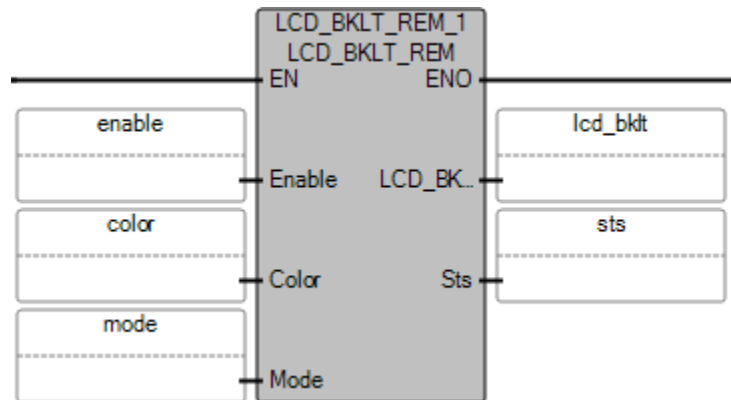 LCD_BKLT_REM_1
LCD_BKLT_REM
EN ENO
enable lcd_bklt
Enable LCD_BK...
color sts
Color Sts
mode
Mode